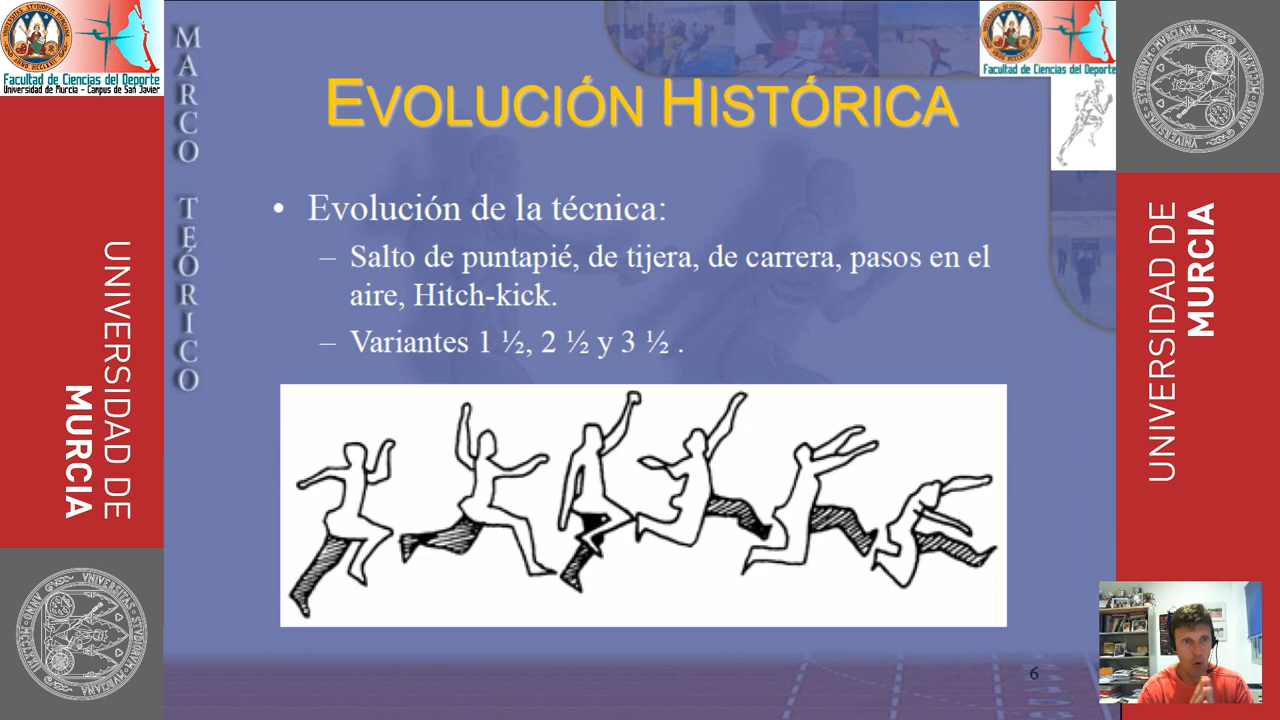 Facultad de Ciencias del Deporte
Universidad de Murcia - Campus de San Javier
UNIVERSIDAD DE
MURCIA
MARCO TEÓRICO
EVOLUCIÓN HISTÓRICA
• Evolución de la técnica:
– Salto de puntapié, de tijera, de carrera, pasos en el
aire, Hitch-kick.
– Variantes 1 ½, 2 ½ y 3 ½ .
6
Facultad de Ciencias del Deporte
UNIVERSIDAD DE
MURCIA